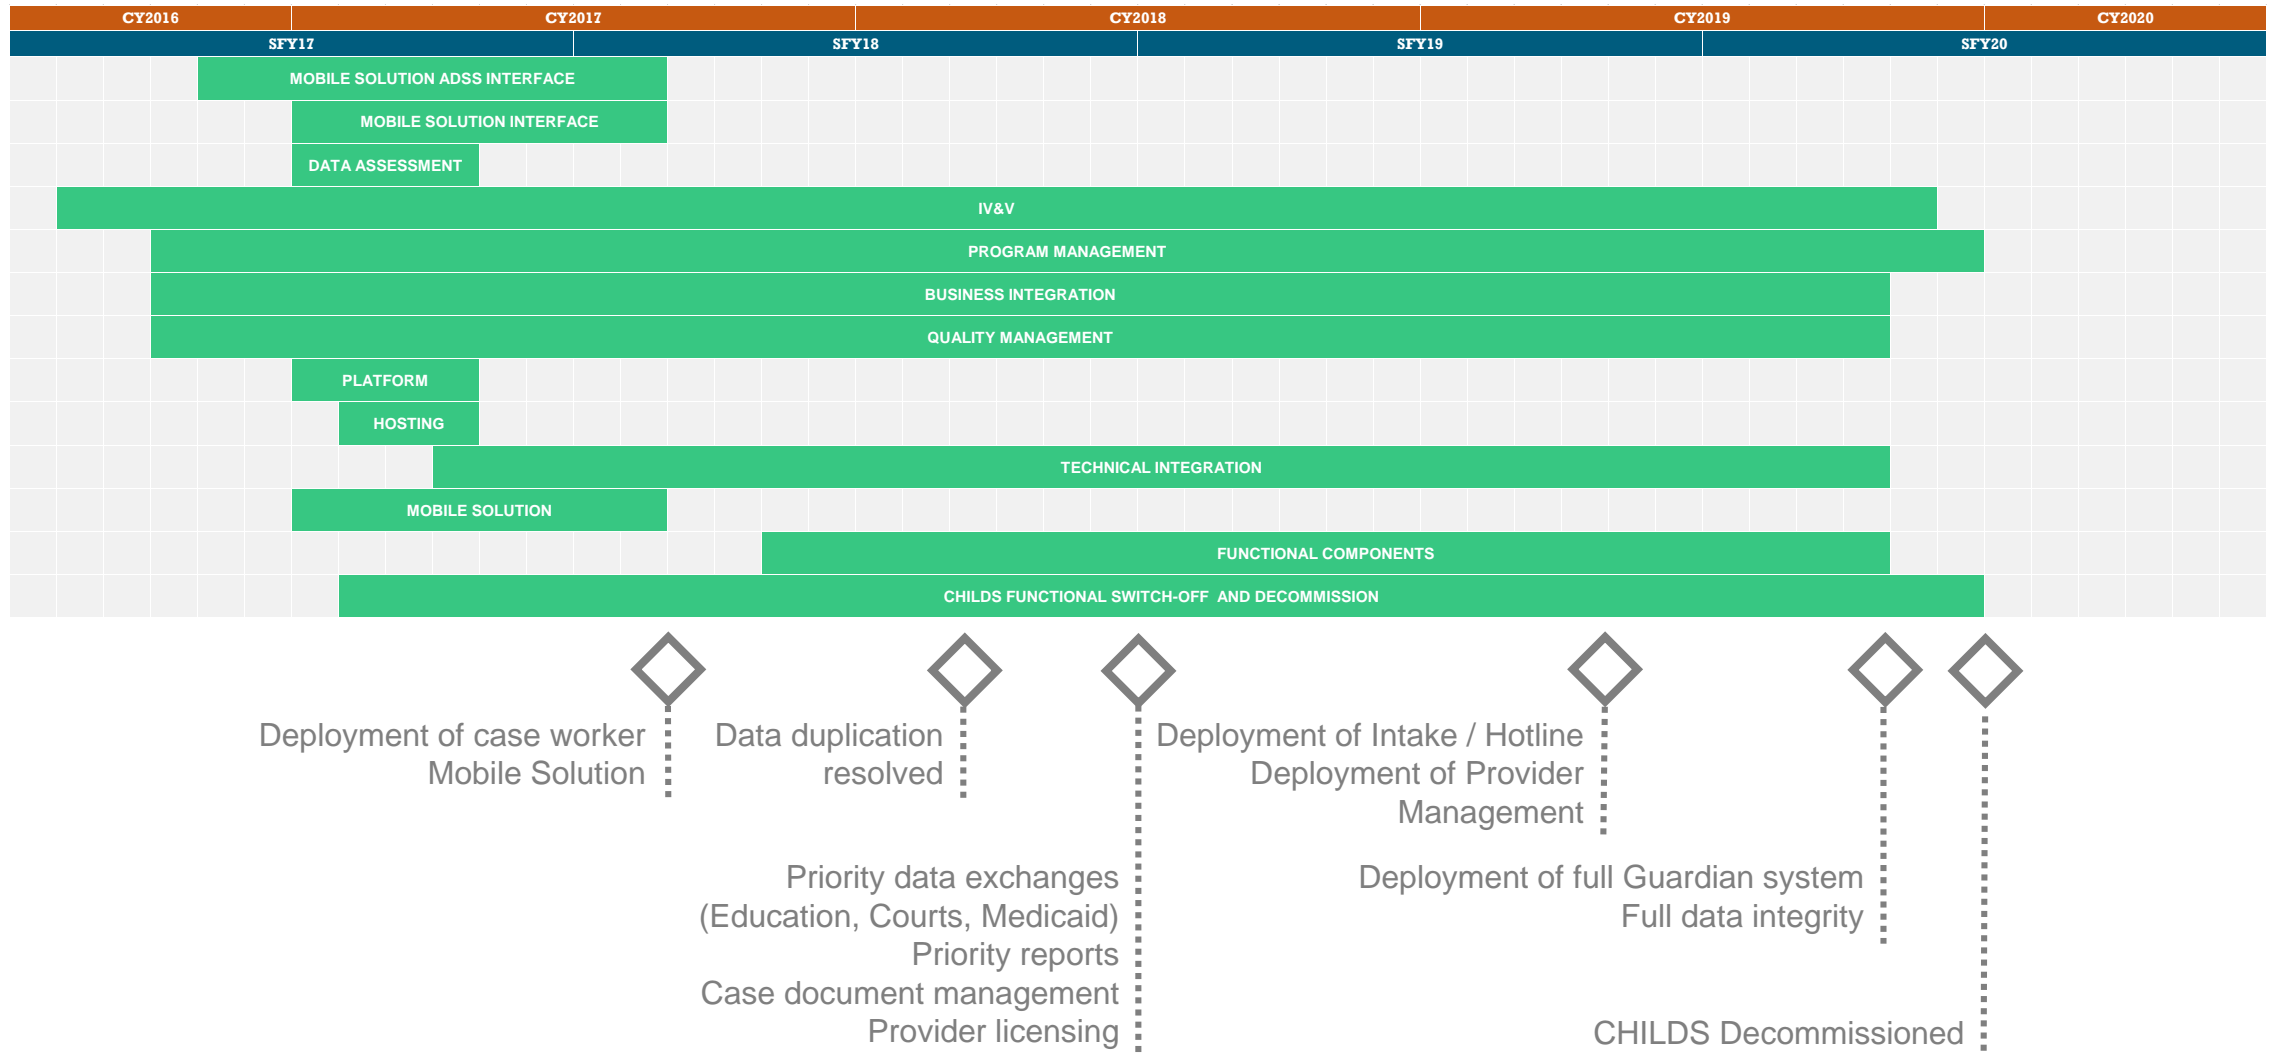 CY2016 CY2017 CY2018 CY2019 CY2020
SFY17 SFY18 SFY19 SFY20
MOBILE SOLUTION ADSS INTERFACE
MOBILE SOLUTION INTERFACE
DATA ASSESSMENT
IV&V
PROGRAM MANAGEMENT
BUSINESS INTEGRATION
QUALITY MANAGEMENT
PLATFORM
HOSTING
TECHNICAL INTEGRATION
MOBILE SOLUTION
FUNCTIONAL COMPONENTS
CHILDS FUNCTIONAL SWITCH-OFF AND DECOMMISSION
Deployment of case worker
Mobile Solution
Data duplication
resolved
Priority data exchanges
(Education, Courts, Medicaid)
Priority reports
Case document management
Provider licensing
Deployment of Intake / Hotline
Deployment of Provider
Management
Deployment of full Guardian system
Full data integrity
CHILDS Decommissioned